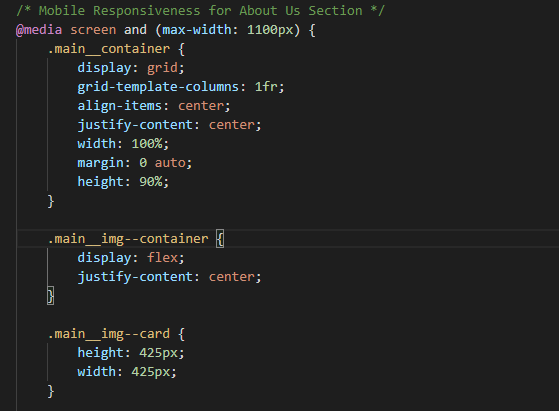 /* Mobile Responsiveness for About Us Section */
@media screen and (max-width: 1100px) {
    .main__container {
        display: grid;
        grid-template-columns: 1fr;
        align-items: center;
        justify-content: center;
        width: 100%;
        margin: 0 auto;
        height: 90%;
    }

    .main__img--container {
        display: flex;
        justify-content: center;
    }

    .main__img--card {
        height: 425px;
        width: 425px;
    }